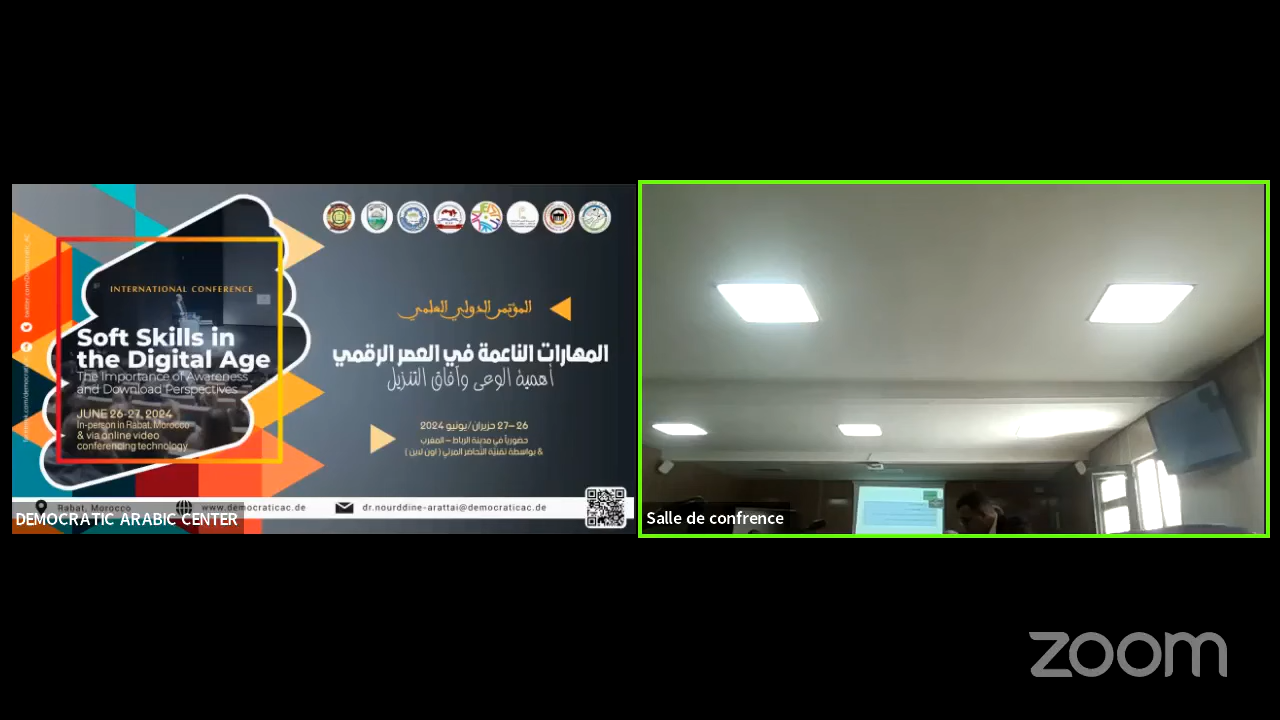 INTERNATIONAL CONFERENCE
Soft Skills in
the Digital Age
The Importance of Awareness
and Download Perspectives
JUNE 26-27, 2024
In-person in Rabat, Morocco
& via online video
conferencing technology
المؤتمر الدولي العلمي
المهارات الناعمة في العصر الرقمي
أهمية الوعي وآفاق التنزيل
26–27 حزيران/يونيو 2024
حضورياً في مدينة الرباط – المغرب
& بواسطة تقنيّة التحاضر المرئي ( اون لاين )
Rabat, Morocco
www.democraticac.de
dr.nourddine-arattai@democraticac.de
DEMOCRATIC ARABIC CENTER
Salle de confrence
zoom